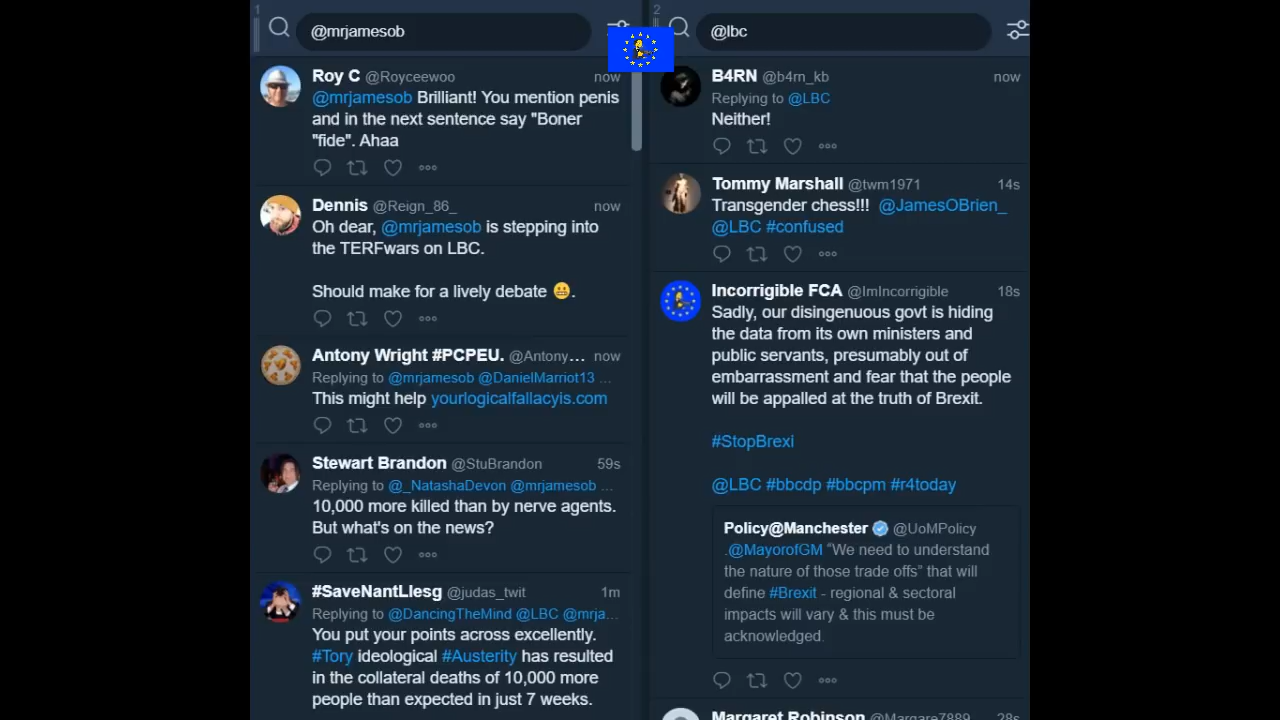 1
@mrjamesob
Roy C @Royceewoo now
@mrjamesob Brilliant! You mention penis
and in the next sentence say "Boner
"fide". Ahaa
Dennis @Reign_86_ now
Oh dear, @mrjamesob is stepping into
the TERFwars on LBC.
Should make for a lively debate 😬.
Antony Wright #PCPEU. @Antony… now
Replying to @mrjamesob @DanielMarriot13 …
This might help yourlogicalfallacyis.com
Stewart Brandon @StuBrandon 59s
Replying to @_NatashaDevon @mrjamesob …
10,000 more killed than by nerve agents.
But what's on the news?
#SaveNantLlesg @judas_twit 1m
Replying to @DancingTheMind @LBC @mrja…
You put your points across excellently.
#Tory ideological #Austerity has resulted
in the collateral deaths of 10,000 more
people than expected in just 7 weeks.
2
@lbc
B4RN @b4rn_kb now
Replying to @LBC
Neither!
Tommy Marshall @twm1971 14s
Transgender chess!!! @JamesOBrien_
@LBC #confused
Incorrigible FCA @ImIncorrigible 18s
Sadly, our disingenuous govt is hiding
the data from its own ministers and
public servants, presumably out of
embarrassment and fear that the people
will be appalled at the truth of Brexit.
#StopBrexi
@LBC #bbcdp #bbcpm #r4today
Policy@Manchester @UoMPolicy
.@MayorofGM “We need to understand
the nature of those trade offs” that will
define #Brexit - regional & sectoral
impacts will vary & this must be
acknowledged.
Margaret Robinson @Margare7889 28s